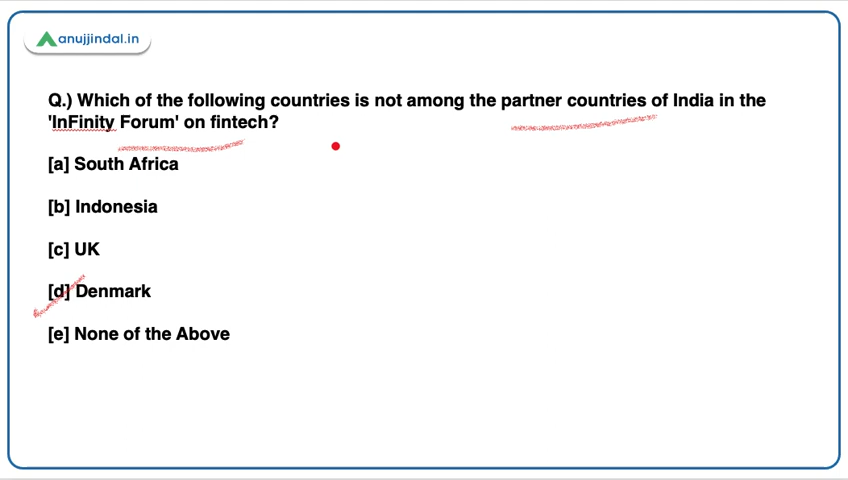 anujjindal.in
Q.) Which of the following countries is not among the partner countries of India in the
'InFinity Forum' on fintech?
[a] South Africa
[b] Indonesia
[c] UK
[d] Denmark
[e] None of the Above